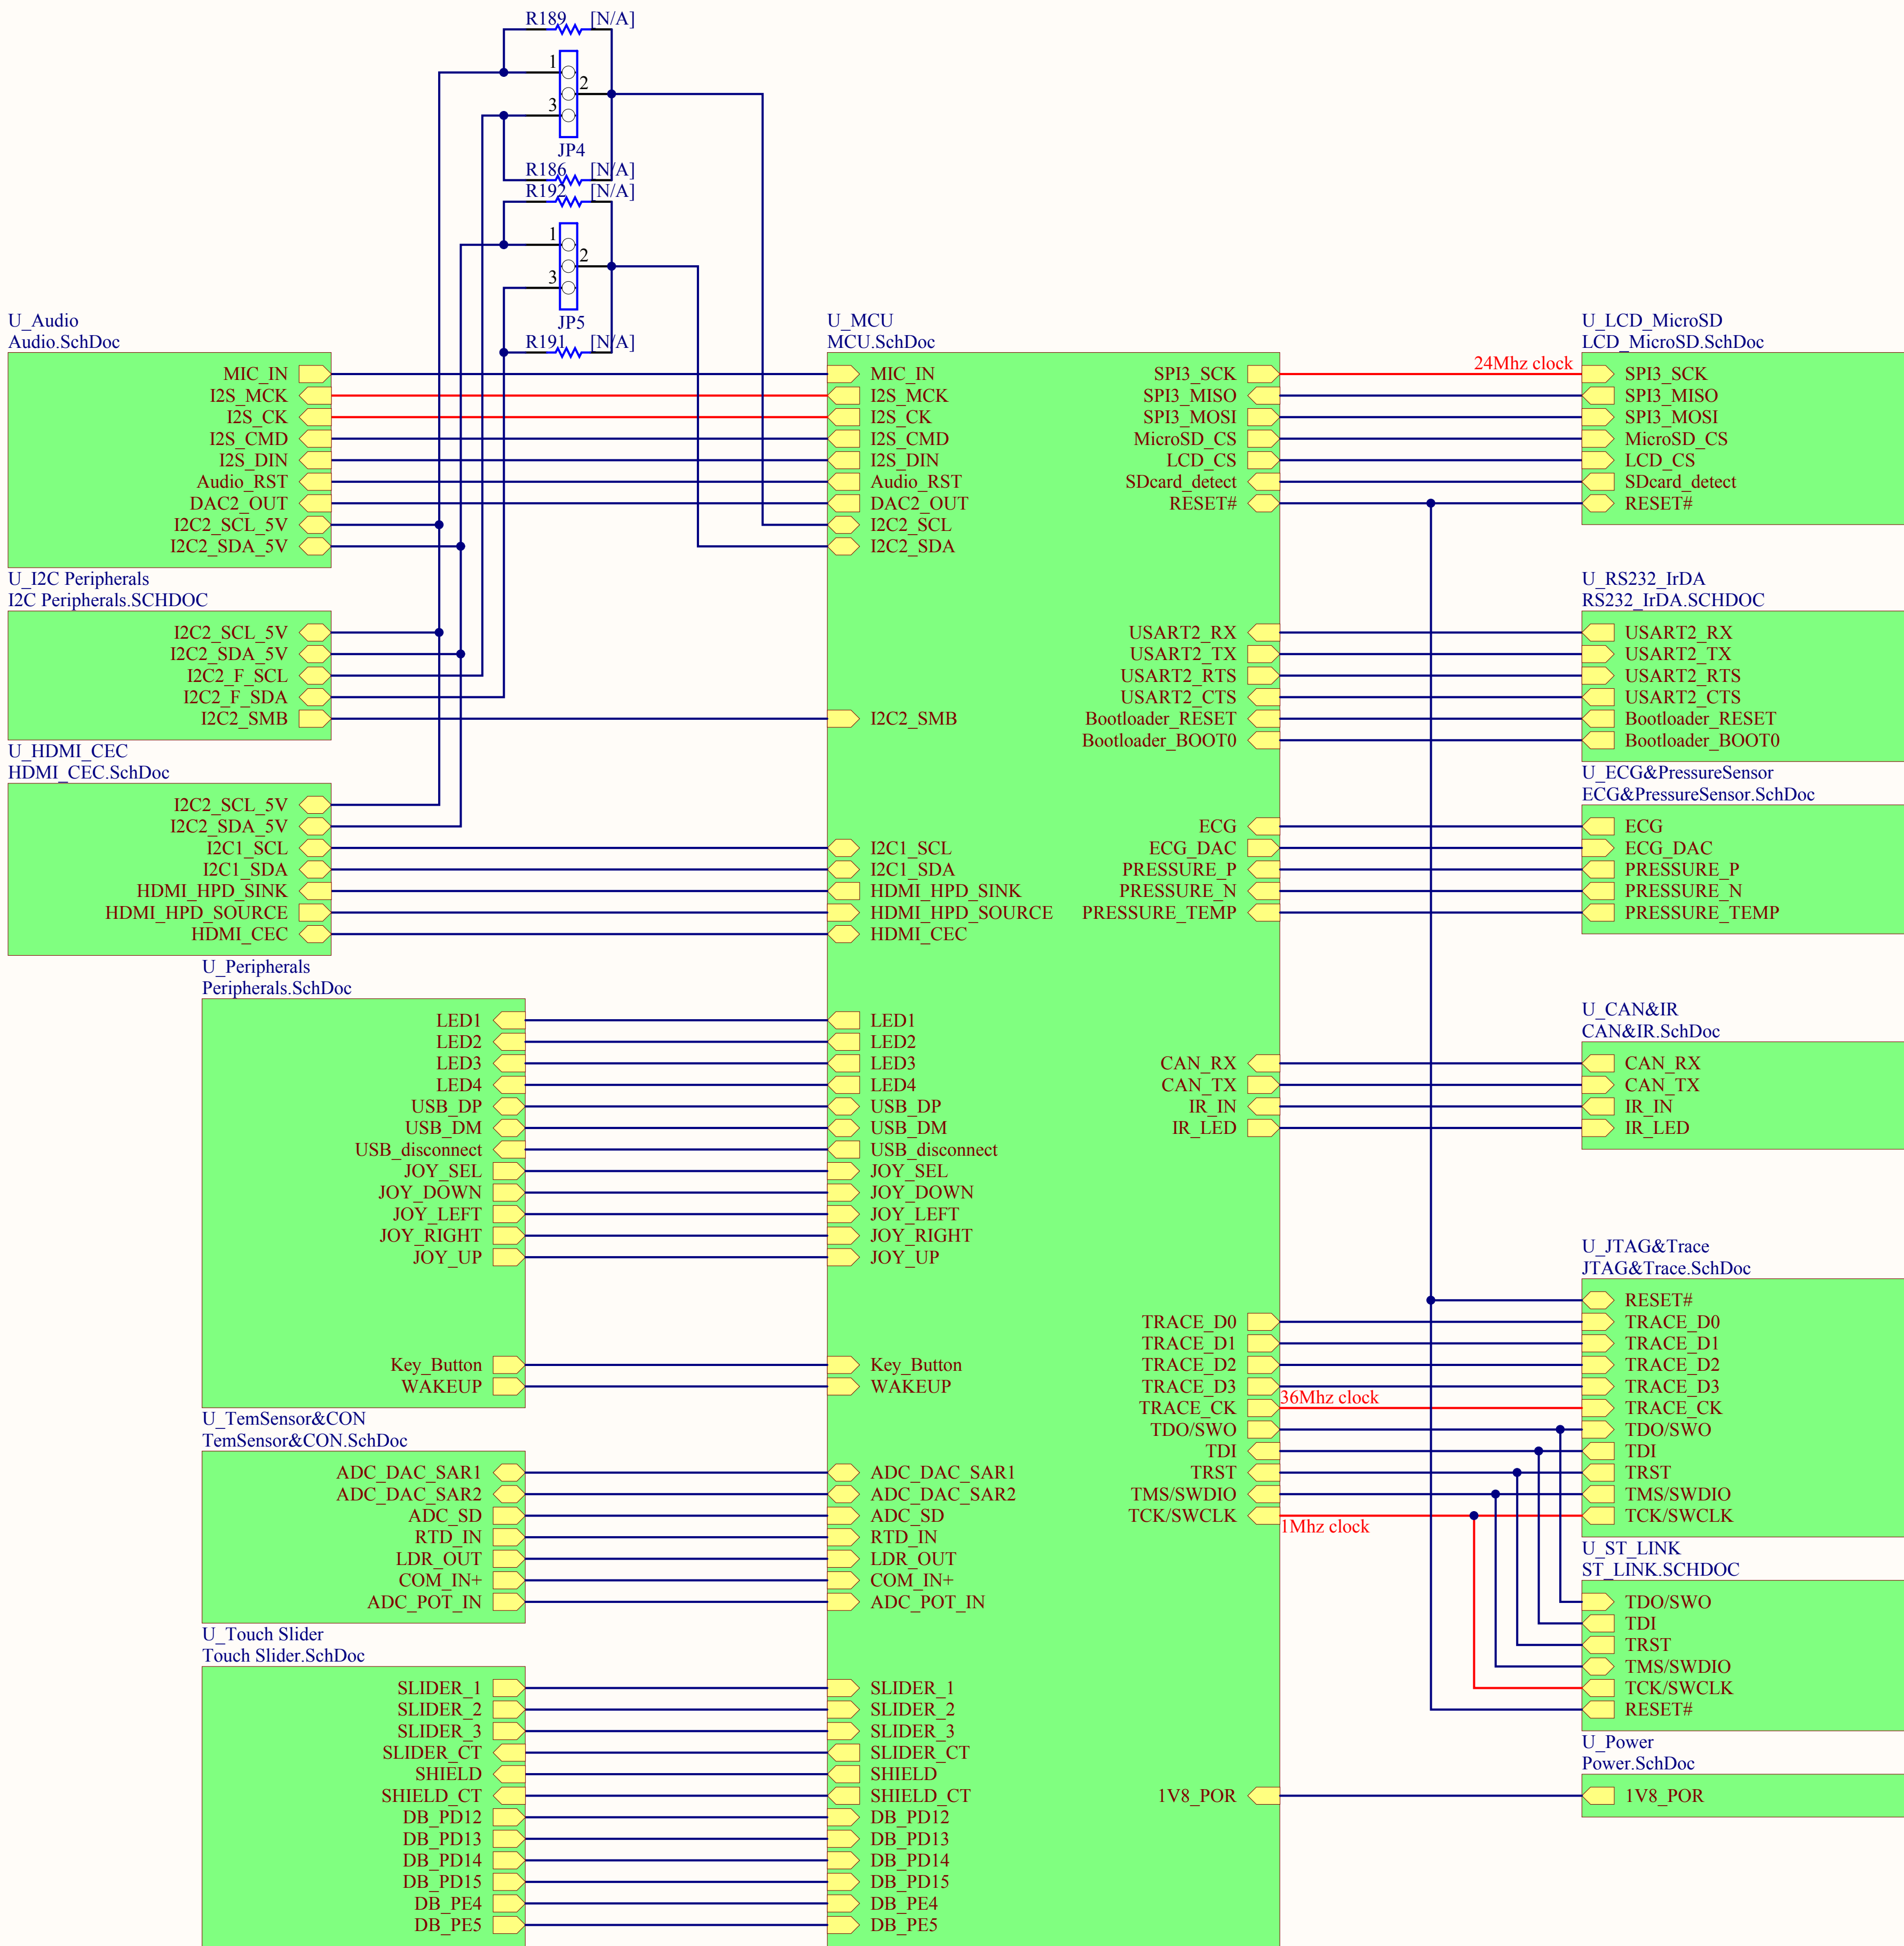 R189 [N/A]
1
2
3
JP4
R186 [N/A]
R192 [N/A]
1
2
3
JP5
R191 [N/A]
U_Audio
Audio.SchDoc
MIC_IN
I2S_MCK
I2S_CK
I2S_CMD
I2S_DIN
Audio_RST
DAC2_OUT
I2C2_SCL_5V
I2C2_SDA_5V
U_I2C Peripherals
I2C Peripherals.SCHDOC
I2C2_SCL_5V
I2C2_SDA_5V
I2C2_F_SCL
I2C2_F_SDA
I2C2_SMB
U_HDMI_CEC
HDMI_CEC.SchDoc
I2C2_SCL_5V
I2C2_SDA_5V
I2C1_SCL
I2C1_SDA
HDMI_HPD_SINK
HDMI_HPD_SOURCE
HDMI_CEC
U_Peripherals
Peripherals.SchDoc
LED1
LED2
LED3
LED4
USB_DP
USB_DM
USB_disconnect
JOY_SEL
JOY_DOWN
JOY_LEFT
JOY_RIGHT
JOY_UP
Key_Button
WAKEUP
U_TemSensor&CON
TemSensor&CON.SchDoc
ADC_DAC_SAR1
ADC_DAC_SAR2
ADC_SD
RTD_IN
LDR_OUT
COM_IN+
ADC_POT_IN
U_Touch Slider
Touch Slider.SchDoc
SLIDER_1
SLIDER_2
SLIDER_3
SLIDER_CT
SHIELD
SHIELD_CT
DB_PD12
DB_PD13
DB_PD14
DB_PD15
DB_PE4
DB_PE5
U_MCU
MCU.SchDoc
MIC_IN
I2S_MCK
I2S_CK
I2S_CMD
I2S_DIN
Audio_RST
DAC2_OUT
I2C2_SCL
I2C2_SDA
I2C2_SMB
I2C1_SCL
I2C1_SDA
HDMI_HPD_SINK
HDMI_HPD_SOURCE
HDMI_CEC
LED1
LED2
LED3
LED4
USB_DP
USB_DM
USB_disconnect
JOY_SEL
JOY_DOWN
JOY_LEFT
JOY_RIGHT
JOY_UP
Key_Button
WAKEUP
ADC_DAC_SAR1
ADC_DAC_SAR2
ADC_SD
RTD_IN
LDR_OUT
COM_IN+
ADC_POT_IN
SLIDER_1
SLIDER_2
SLIDER_3
SLIDER_CT
SHIELD
SHIELD_CT
DB_PD12
DB_PD13
DB_PD14
DB_PD15
DB_PE4
DB_PE5
SPI3_SCK
SPI3_MISO
SPI3_MOSI
MicroSD_CS
LCD_CS
SDcard_detect
RESET#
USART2_RX
USART2_TX
USART2_RTS
USART2_CTS
Bootloader_RESET
Bootloader_BOOT0
ECG
ECG_DAC
PRESSURE_P
PRESSURE_N
PRESSURE_TEMP
CAN_RX
CAN_TX
IR_IN
IR_LED
TRACE_D0
TRACE_D1
TRACE_D2
TRACE_D3
TRACE_CK
TDO/SWO
TDI
TRST
TMS/SWDIO
TCK/SWCLK
1V8_POR
24Mhz clock
36Mhz clock
1Mhz clock
U_LCD_MicroSD
LCD_MicroSD.SchDoc
SPI3_SCK
SPI3_MISO
SPI3_MOSI
MicroSD_CS
LCD_CS
SDcard_detect
RESET#
U_RS232_IrDA
RS232_IrDA.SCHDOC
USART2_RX
USART2_TX
USART2_RTS
USART2_CTS
Bootloader_RESET
Bootloader_BOOT0
U_ECG&PressureSensor
ECG&PressureSensor.SchDoc
ECG
ECG_DAC
PRESSURE_P
PRESSURE_N
PRESSURE_TEMP
U_CAN&IR
CAN&IR.SchDoc
CAN_RX
CAN_TX
IR_IN
IR_LED
U_JTAG&Trace
JTAG&Trace.SchDoc
RESET#
TRACE_D0
TRACE_D1
TRACE_D2
TRACE_D3
TRACE_CK
TDO/SWO
TDI
TRST
TMS/SWDIO
TCK/SWCLK
U_ST_LINK
ST_LINK.SCHDOC
TDO/SWO
TDI
TRST
TMS/SWDIO
TCK/SWCLK
RESET#
U_Power
Power.SchDoc
1V8_POR